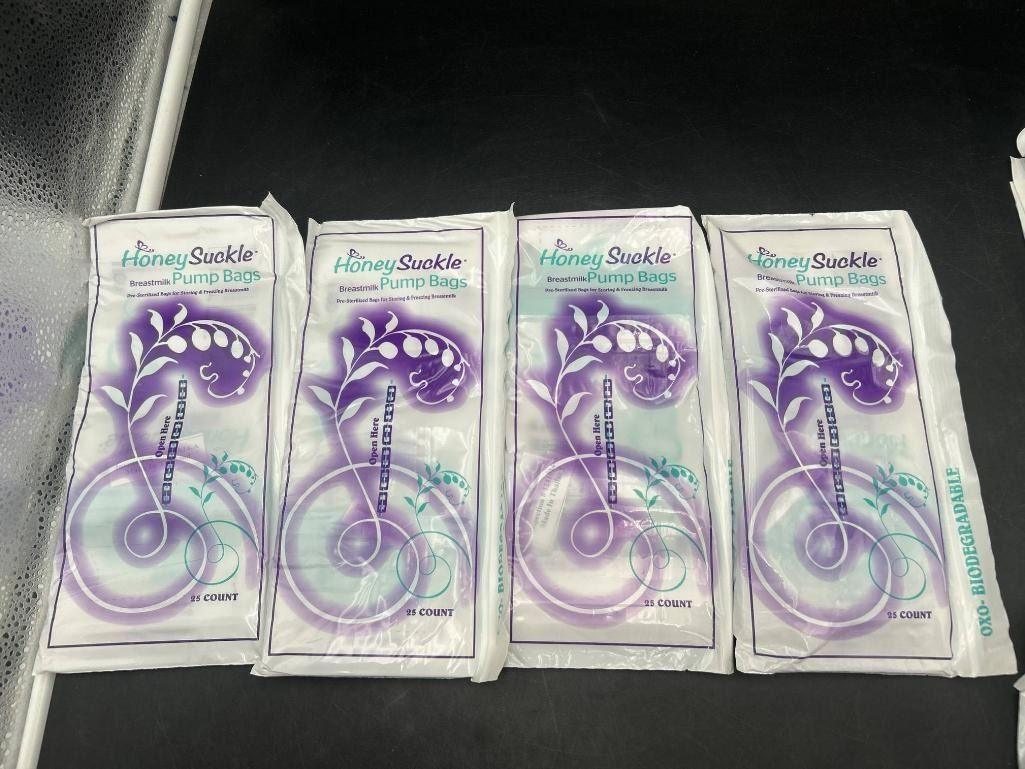 HoneySuckle
Breastmilk Pump Bags
Pre-Sterilized Bags for Storing & Freezing Breastmilk
Open Here
25 COUNT
HoneySuckle
Breastmilk Pump Bags
Pre-Sterilized Bags for Storing & Freezing Breastmilk
Open Here
25 COUNT
HoneySuckle
Breastmilk Pump Bags
Pre-Sterilized Bags for Storing & Freezing Breastmilk
Open Here
Made In
25 COUNT
HoneySuckle
Breastmilk Pump Bags
Pre-Sterilized Bags for Storing & Freezing Breastmilk
Open Here
25 COUNT
OXO- BIODEGRADABLE